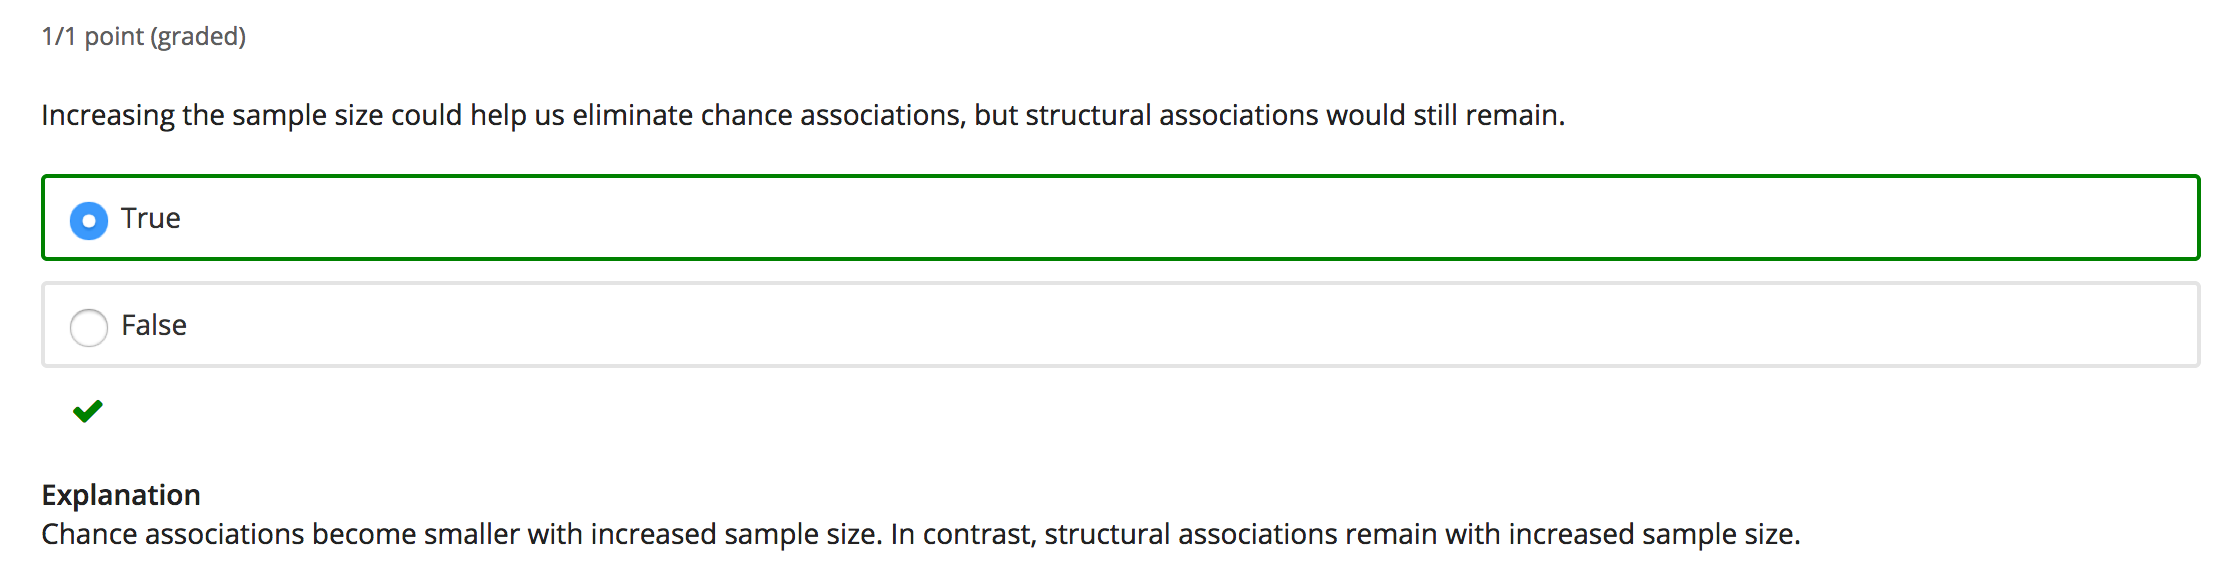 1/1 point (graded)
Increasing the sample size could help us eliminate chance associations, but structural associations would still remain.
True
False
Explanation
Chance associations become smaller with increased sample size. In contrast, structural associations remain with increased sample size.